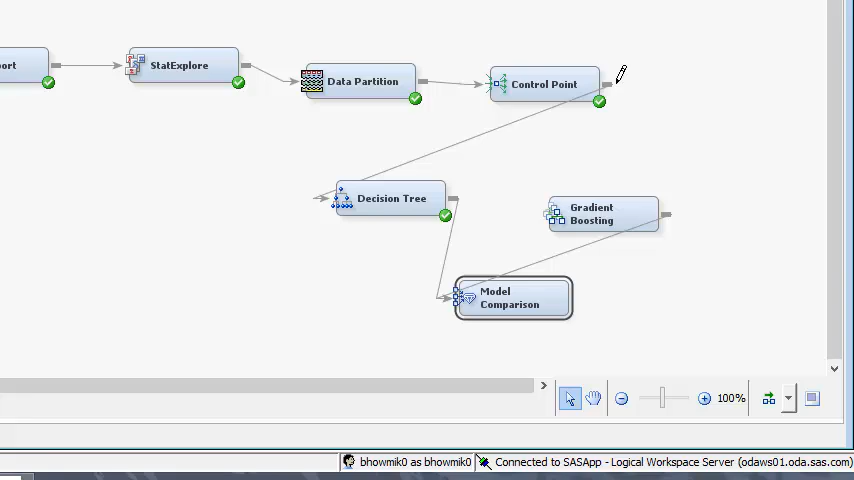 port
StatExplore
Data Partition
Control Point
Decision Tree
Gradient
Boosting
Model
Comparison
100%
bhowmik0 as bhowmik0
Connected to SASApp - Logical Workspace Server (odaws01.oda.sas.com)